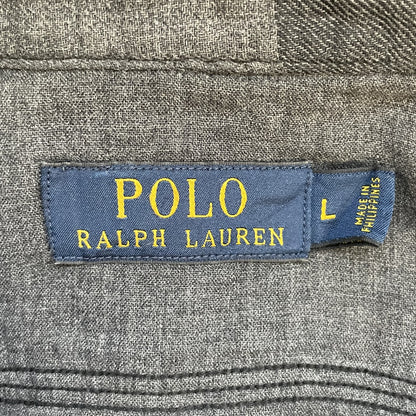 POLO
RALPH LAUREN
L
MADE IN
PHILIPPINES